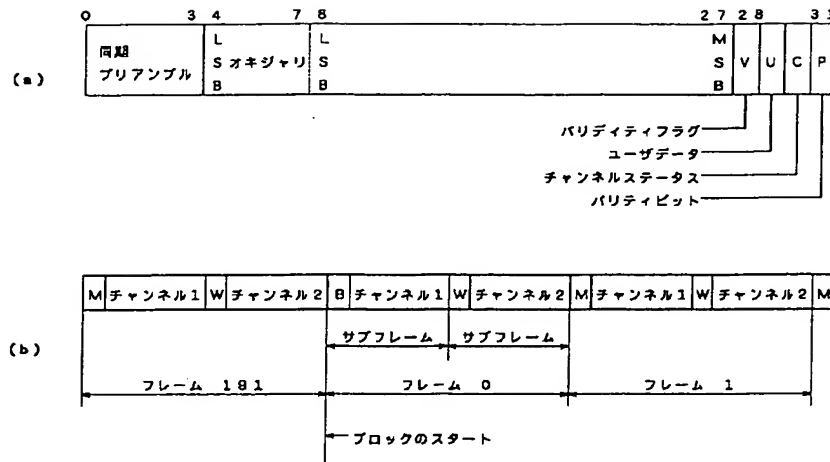 0 3 4 7 8 27 28 31
(a)
同期
プリアンブル
LSB
オキジャリ
LSB
MSB
V U C P
バリディティフラグ
ユーザデータ
チャンネルステータス
パリティビット
(b)
M チャンネル1 W チャンネル2 B チャンネル1 W チャンネル2 M チャンネル1 W チャンネル2 M
サブフレーム サブフレーム
フレーム 191 フレーム 0 フレーム 1
ブロックのスタート